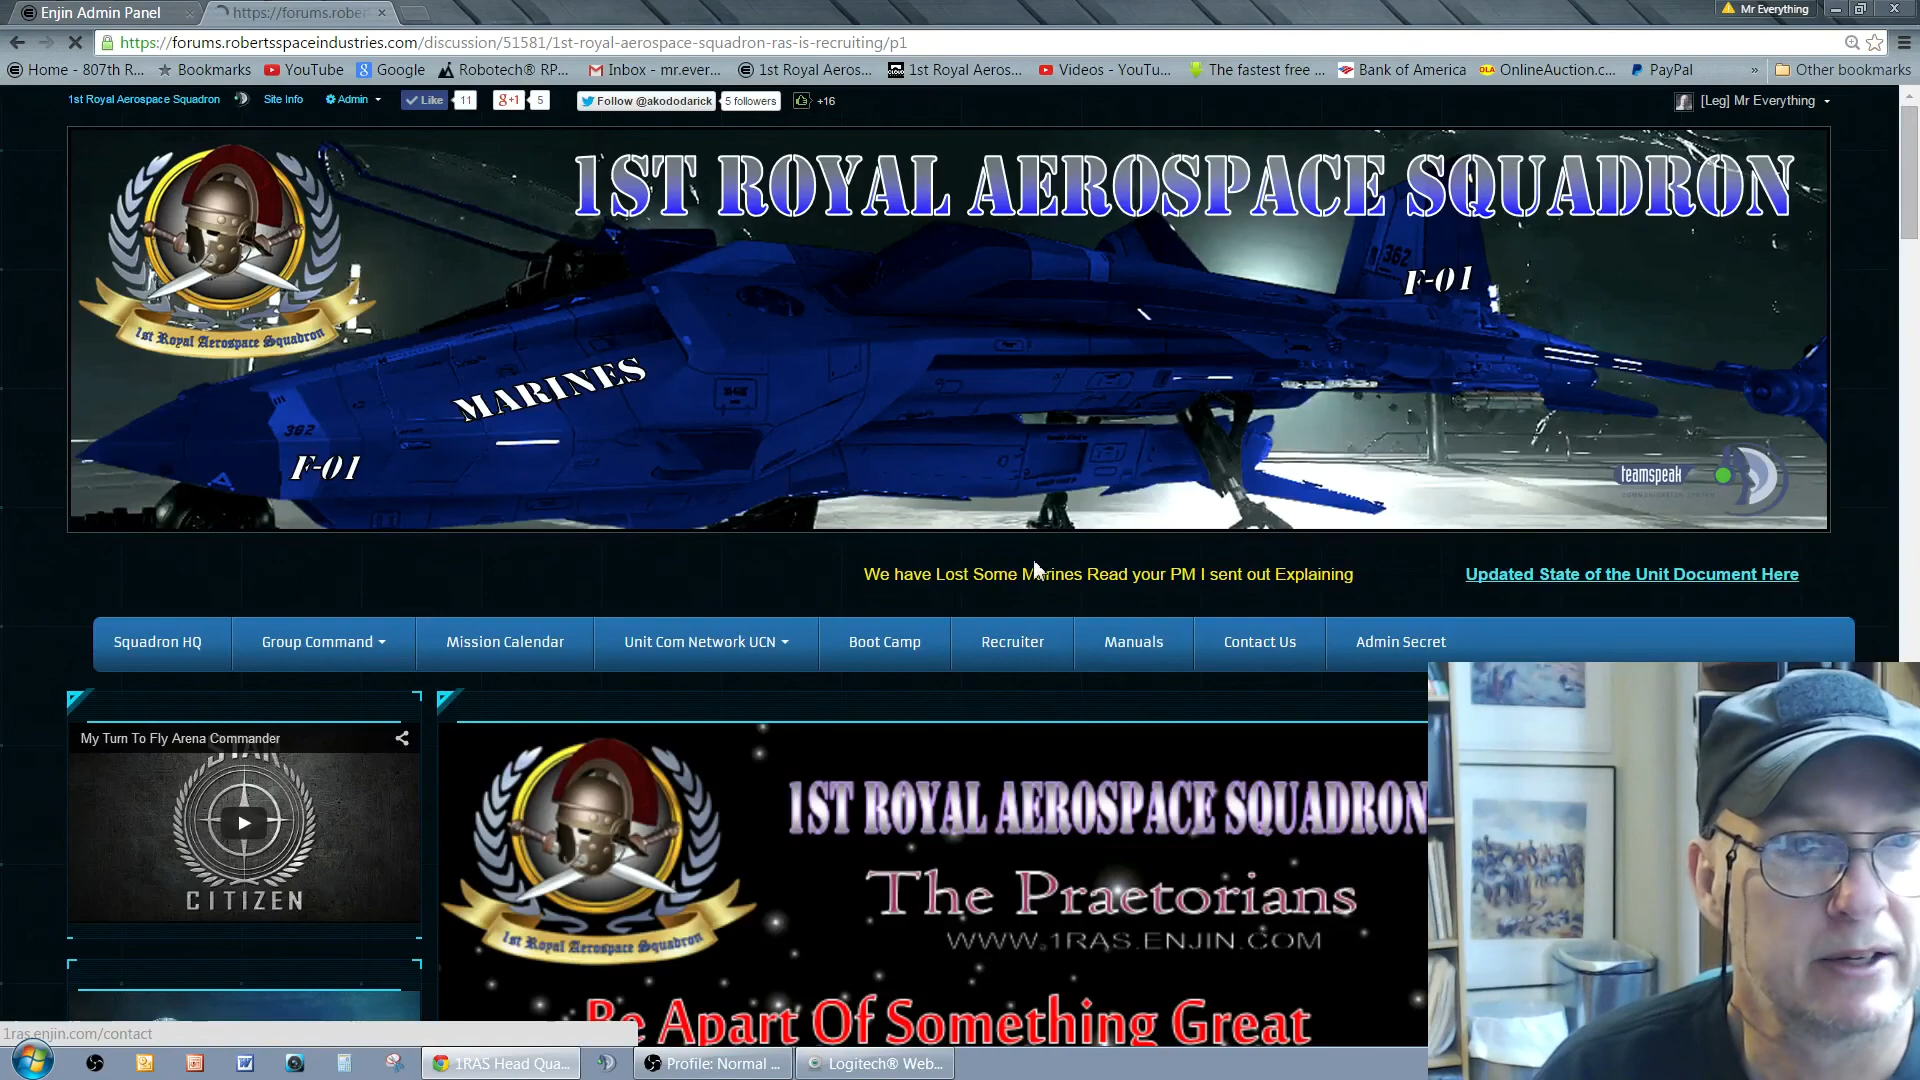 Enjin Admin Panel
https://forums.rober
Mr Everything
https://forums.robertsspaceindustries.com/discussion/51581/1st-royal-aerospace-squadron-ras-is-recruiting/p1
Home - 807th R... Bookmarks YouTube Google Robotech® RP... Inbox - mr.ever... 1st Royal Aeros... 1st Royal Aeros... Videos - YouTu... The fastest free ... Bank of America OnlineAuction.c... PayPal » Other bookmarks
1st Royal Aerospace Squadron Site Info Admin Like 11 g+1 5 Follow @akododarick 5 followers +16 [Leg] Mr Everything
1ST ROYAL AEROSPACE SQUADRON
362
F-01
1st Royal Aerospace Squadron
MARINES
362
F-01
teamspeak
We have Lost Some Marines Read your PM I sent out Explaining
Updated State of the Unit Document Here
Squadron HQ Group Command Mission Calendar Unit Com Network UCN Boot Camp Recruiter Manuals Contact Us Admin Secret
My Turn To Fly Arena Commander
STAR
CITIZEN
1ST ROYAL AEROSPACE SQUADRON
The Praetorians
WWW.1RAS.ENJIN.COM
1st Royal Aerospace Squadron
Be Apart Of Something Great
1ras.enjin.com/contact
1RAS Head Qua... Profile: Normal ... Logitech® Web...